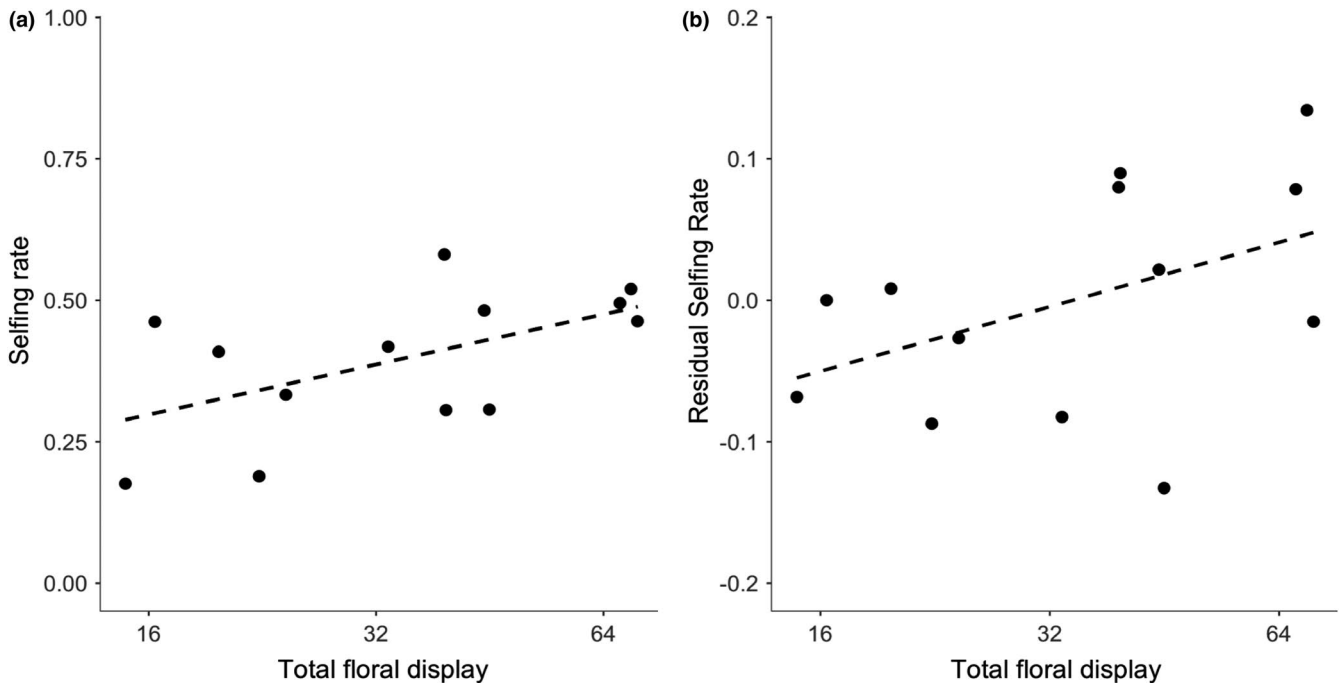 (a)
1.00
0.75
0.50
0.25
0.00
Selfing rate
16 32 64
Total floral display
(b)
0.2
0.1
0.0
-0.1
-0.2
Residual Selfing Rate
16 32 64
Total floral display